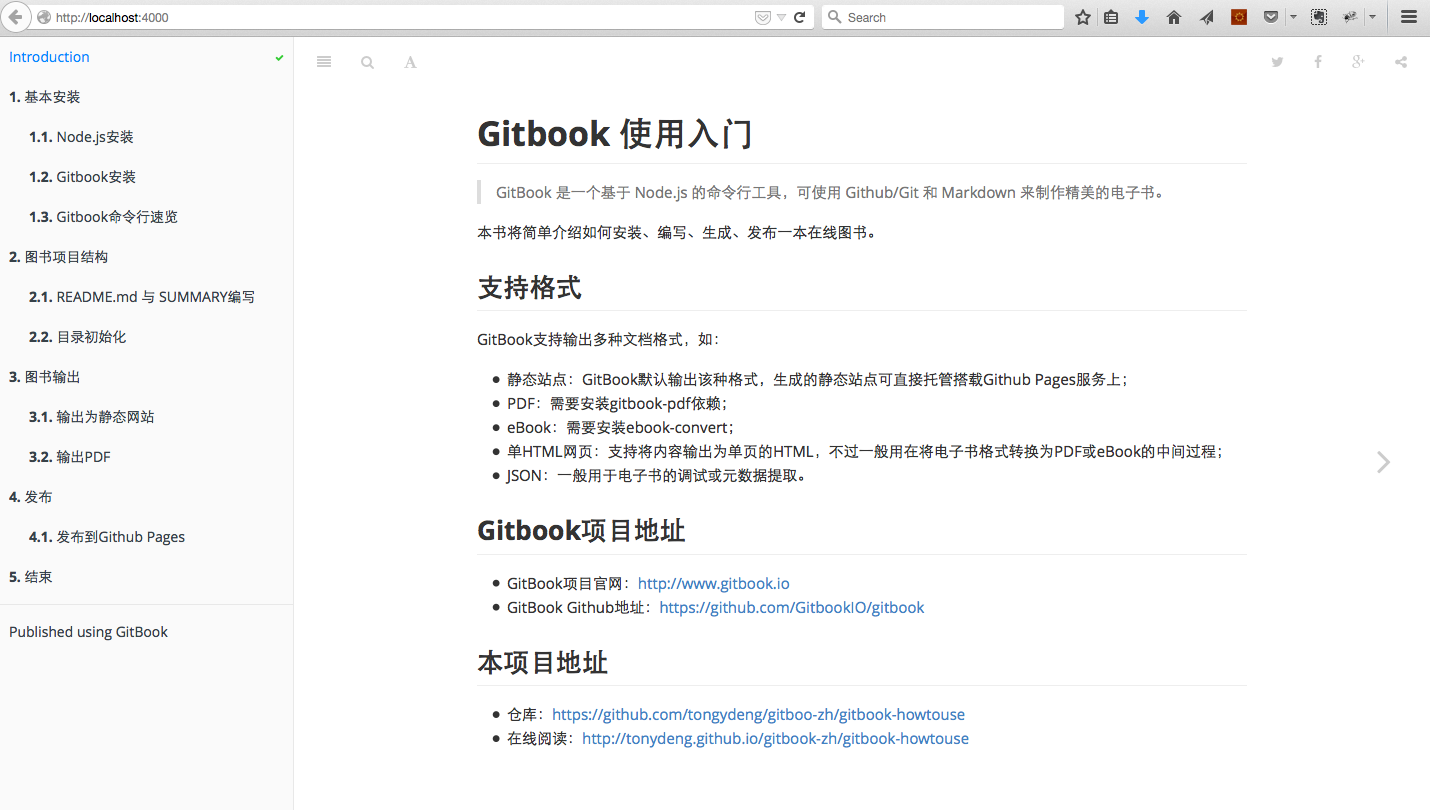 http://localhost:4000
Search
Introduction
1. 基本安装
1.1. Node.js安装
1.2. Gitbook安装
1.3. Gitbook命令行速览
2. 图书项目结构
2.1. README.md 与 SUMMARY编写
2.2. 目录初始化
3. 图书输出
3.1. 输出为静态网站
3.2. 输出PDF
4. 发布
4.1. 发布到Github Pages
5. 结束
Published using GitBook
A
Gitbook 使用入门
GitBook 是一个基于 Node.js 的命令行工具，可使用 Github/Git 和 Markdown 来制作精美的电子书。
本书将简单介绍如何安装、编写、生成、发布一本在线图书。
支持格式
GitBook支持输出多种文档格式，如：
静态站点：GitBook默认输出该种格式，生成的静态站点可直接托管搭载Github Pages服务上；
PDF：需要安装gitbook-pdf依赖；
eBook：需要安装ebook-convert；
单HTML网页：支持将内容输出为单页的HTML，不过一般用在将电子书格式转换为PDF或eBook的中间过程；
JSON：一般用于电子书的调试或元数据提取。
Gitbook项目地址
GitBook项目官网：http://www.gitbook.io
GitBook Github地址：https://github.com/GitbookIO/gitbook
本项目地址
仓库：https://github.com/tongydeng/gitboo-zh/gitbook-howtouse
在线阅读：http://tonydeng.github.io/gitbook-zh/gitbook-howtouse